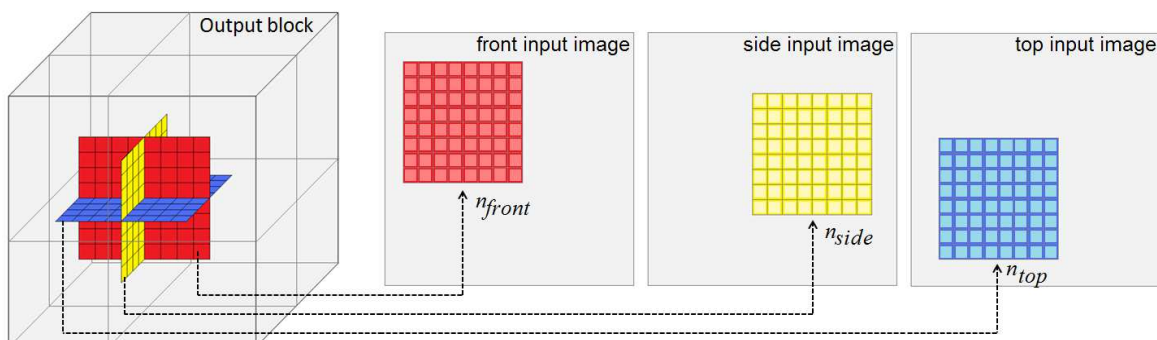 Output block
front input image
side input image
top input image
n_front
n_side
n_top